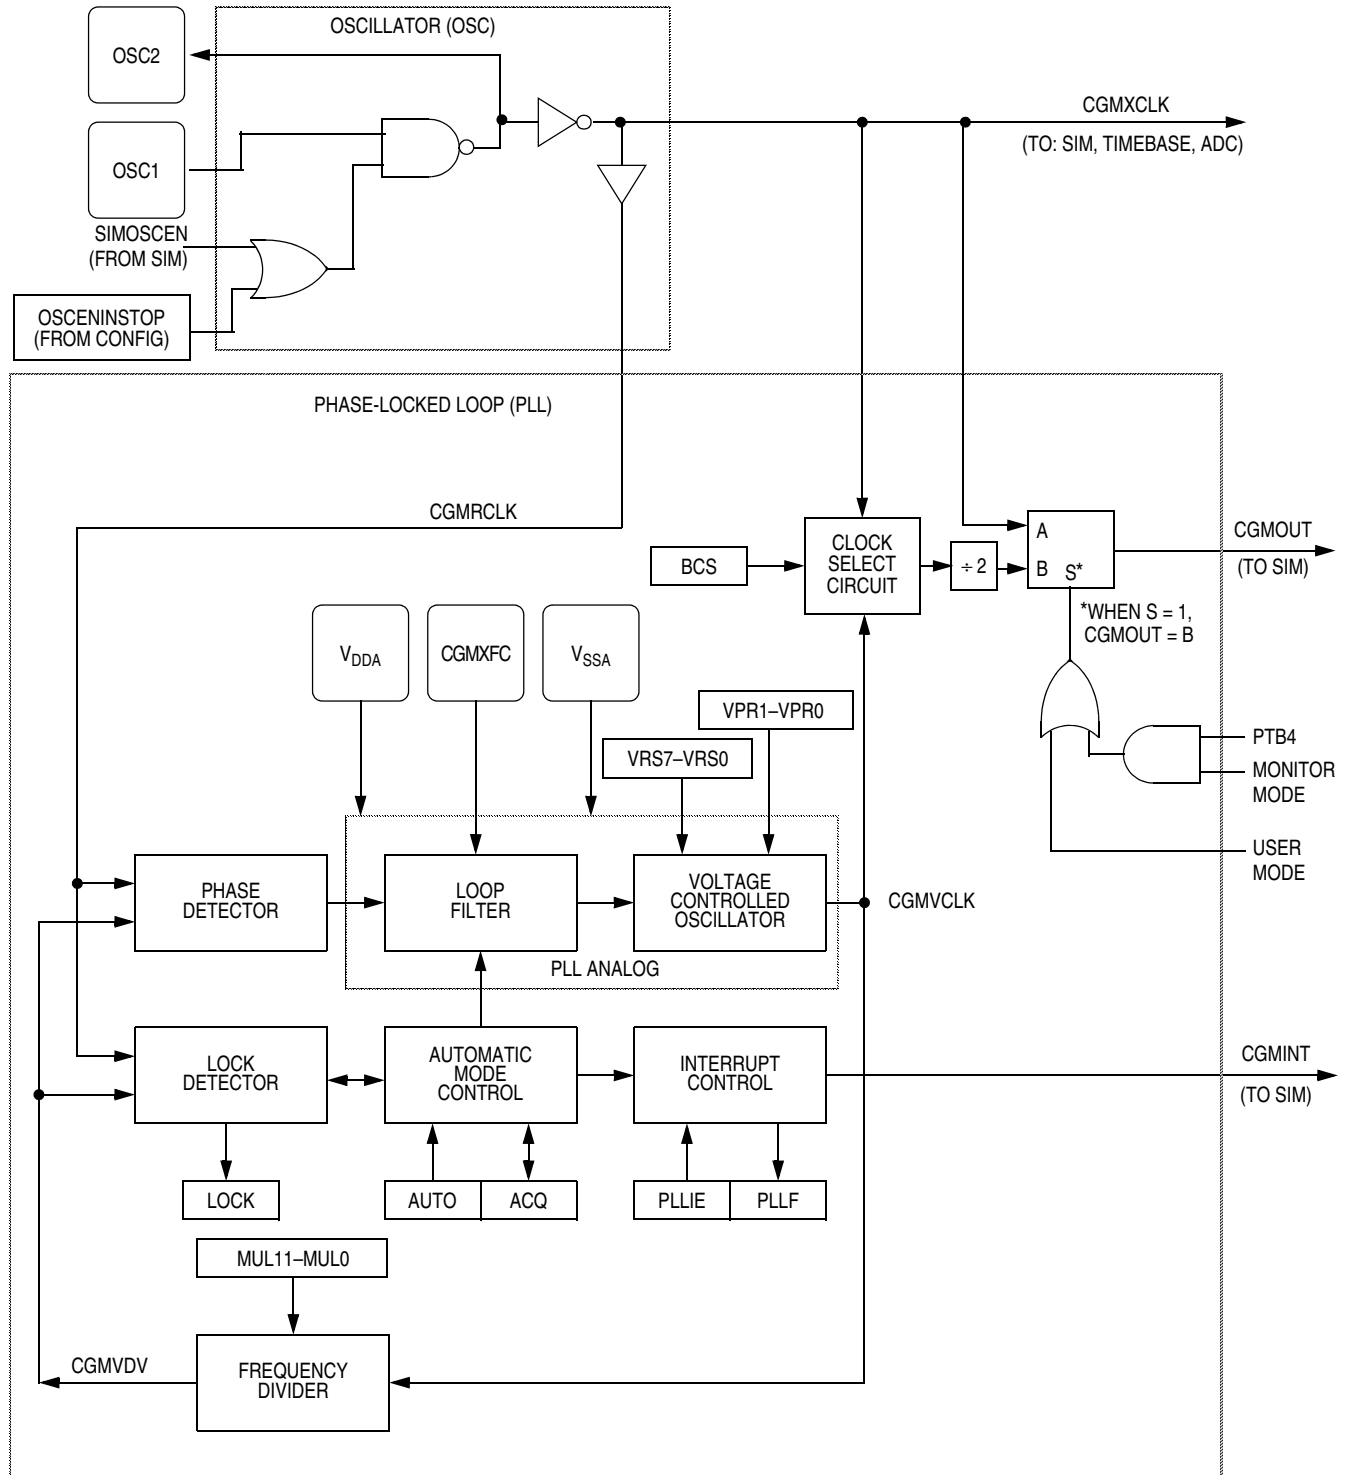 OSCILLATOR (OSC)
OSC2
CGMXCLK
(TO: SIM, TIMEBASE, ADC)
OSC1
SIMOSCEN
(FROM SIM)
OSCENINSTOP
(FROM CONFIG)
PHASE-LOCKED LOOP (PLL)
CGMRCLK
CLOCK
SELECT
CIRCUIT
BCS
÷ 2
A
B
S*
CGMOUT
(TO SIM)
*WHEN S = 1,
CGMOUT = B
VDDA
CGMXFC
VSSA
VPR1–VPR0
VRS7–VRS0
PTB4
MONITOR
MODE
USER
MODE
PHASE
DETECTOR
LOOP
FILTER
VOLTAGE
CONTROLLED
OSCILLATOR
CGMVCLK
PLL ANALOG
LOCK
DETECTOR
AUTOMATIC
MODE
CONTROL
INTERRUPT
CONTROL
CGMINT
(TO SIM)
LOCK
AUTO
ACQ
PLLIE
PLLF
MUL11–MUL0
CGMVDV
FREQUENCY
DIVIDER